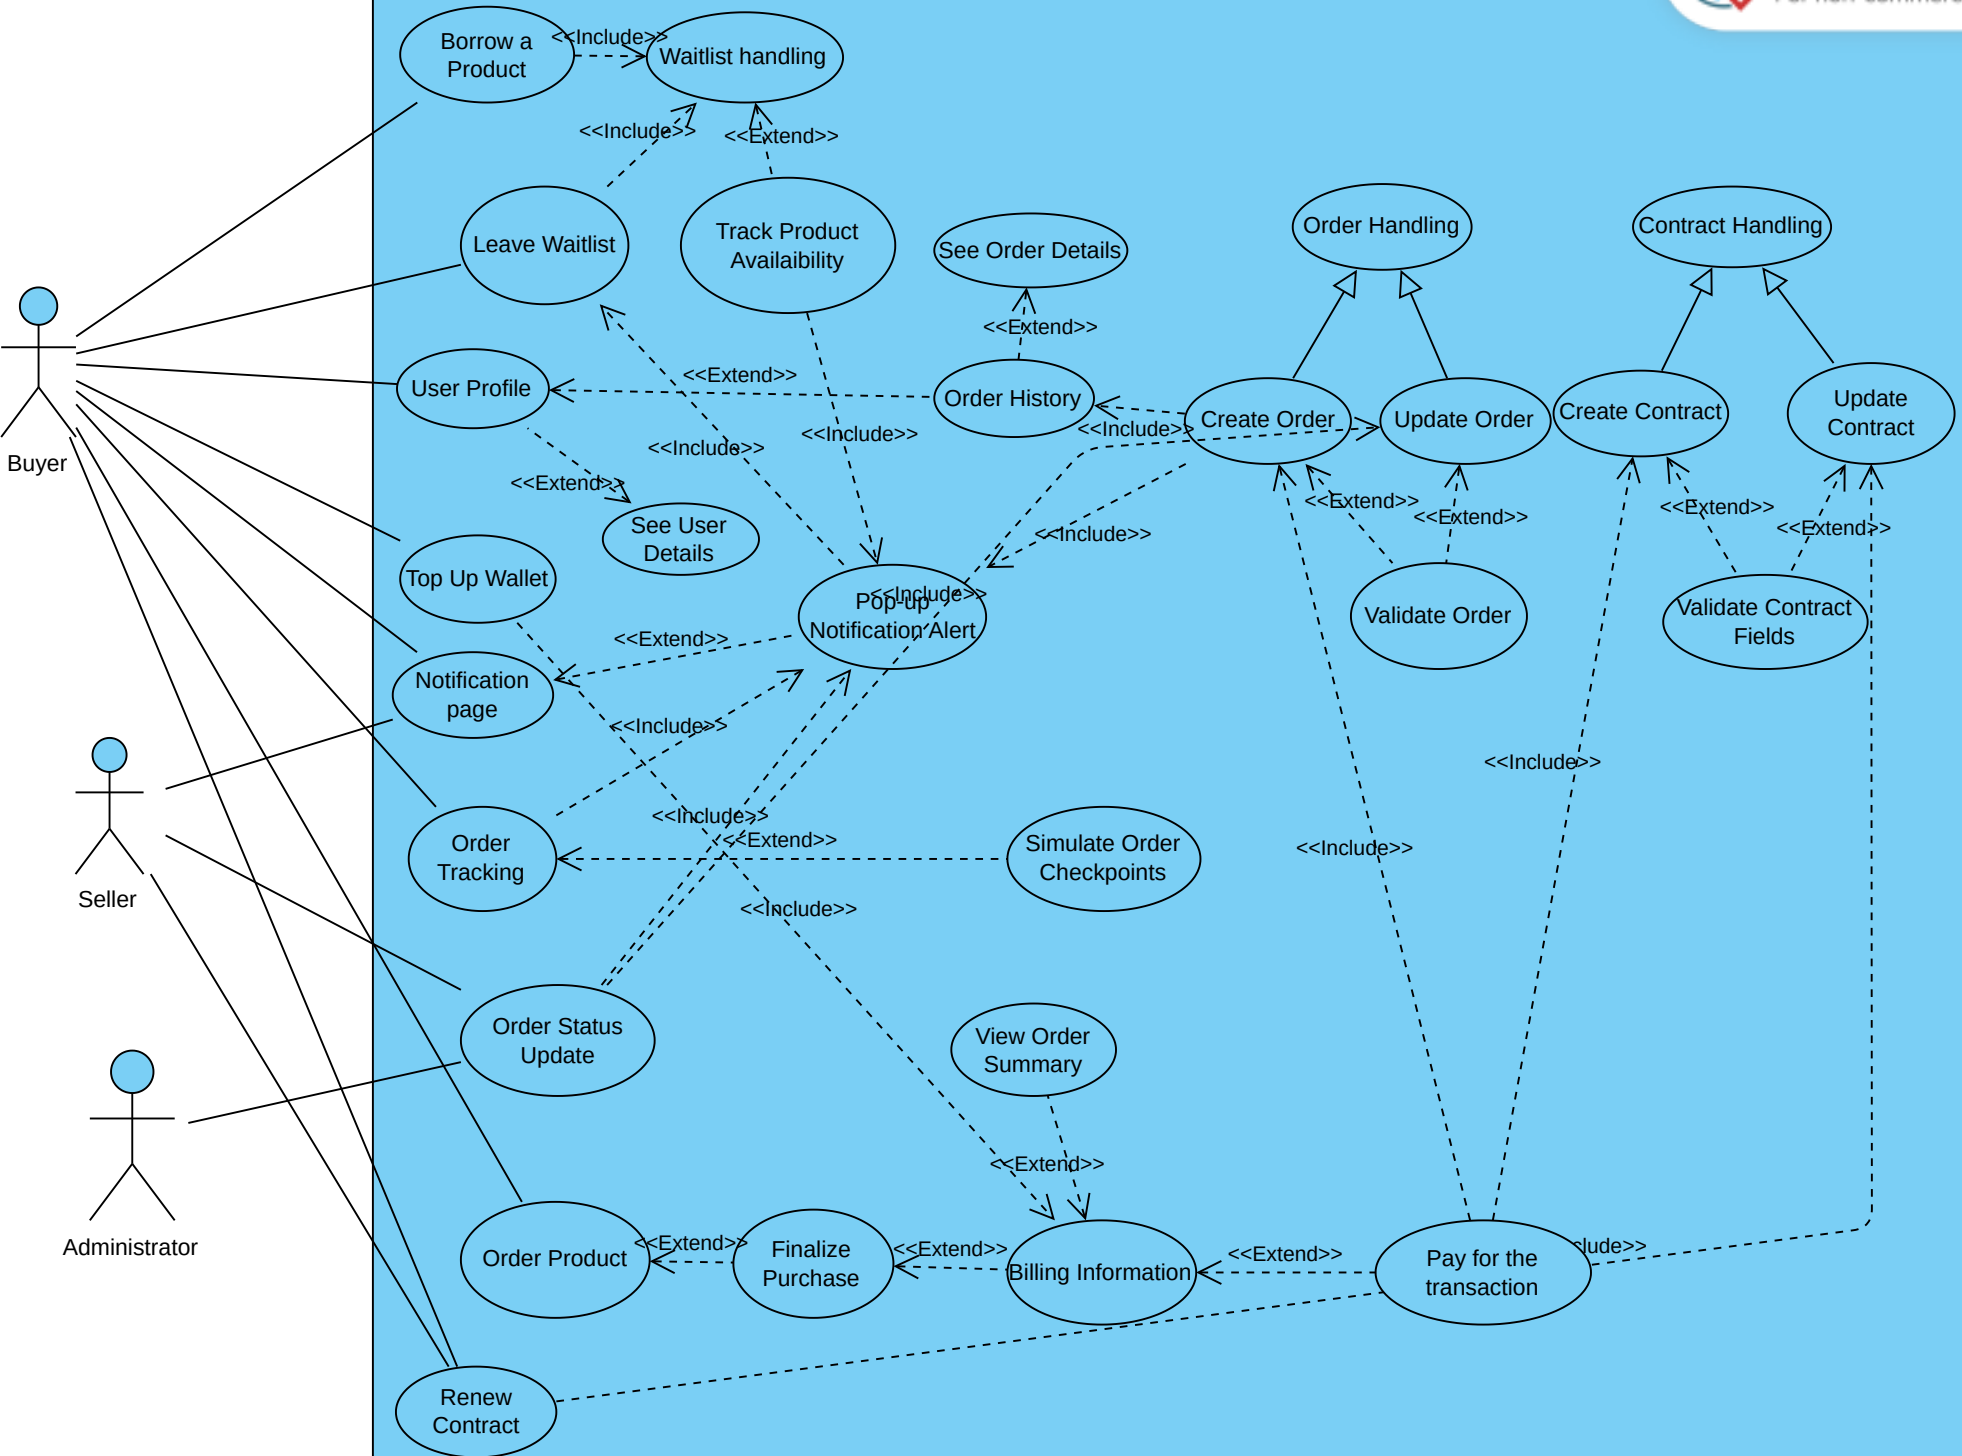 For non-commerc
Borrow a
Product
<<Include>>
Waitlist handling
<<Include>>
<<Extend>>
Leave Waitlist
Track Product
Availaibility
See Order Details
Order Handling
Contract Handling
<<Extend>>
User Profile
<<Extend>>
Order History
Create Order
Update Order
Create Contract
Update
Contract
<<Include>>
<<Include>>
<<Include>>
Buyer
<<Extend>>
See User
Details
<<Extend>>
<<Extend>>
<<Extend>>
<<Extend>>
<<Include>>
Top Up Wallet
<<Include>>
Pop-up
Notification Alert
Validate Order
Validate Contract
Fields
<<Extend>>
Notification
page
<<Include>>
<<Include>>
<<Include>>
<<Extend>>
Order
Tracking
Simulate Order
Checkpoints
<<Include>>
Seller
<<Include>>
Order Status
Update
View Order
Summary
<<Extend>>
Administrator
Order Product
<<Extend>>
Finalize
Purchase
<<Extend>>
Billing Information
<<Extend>>
Pay for the
transaction
clude>>
Renew
Contract